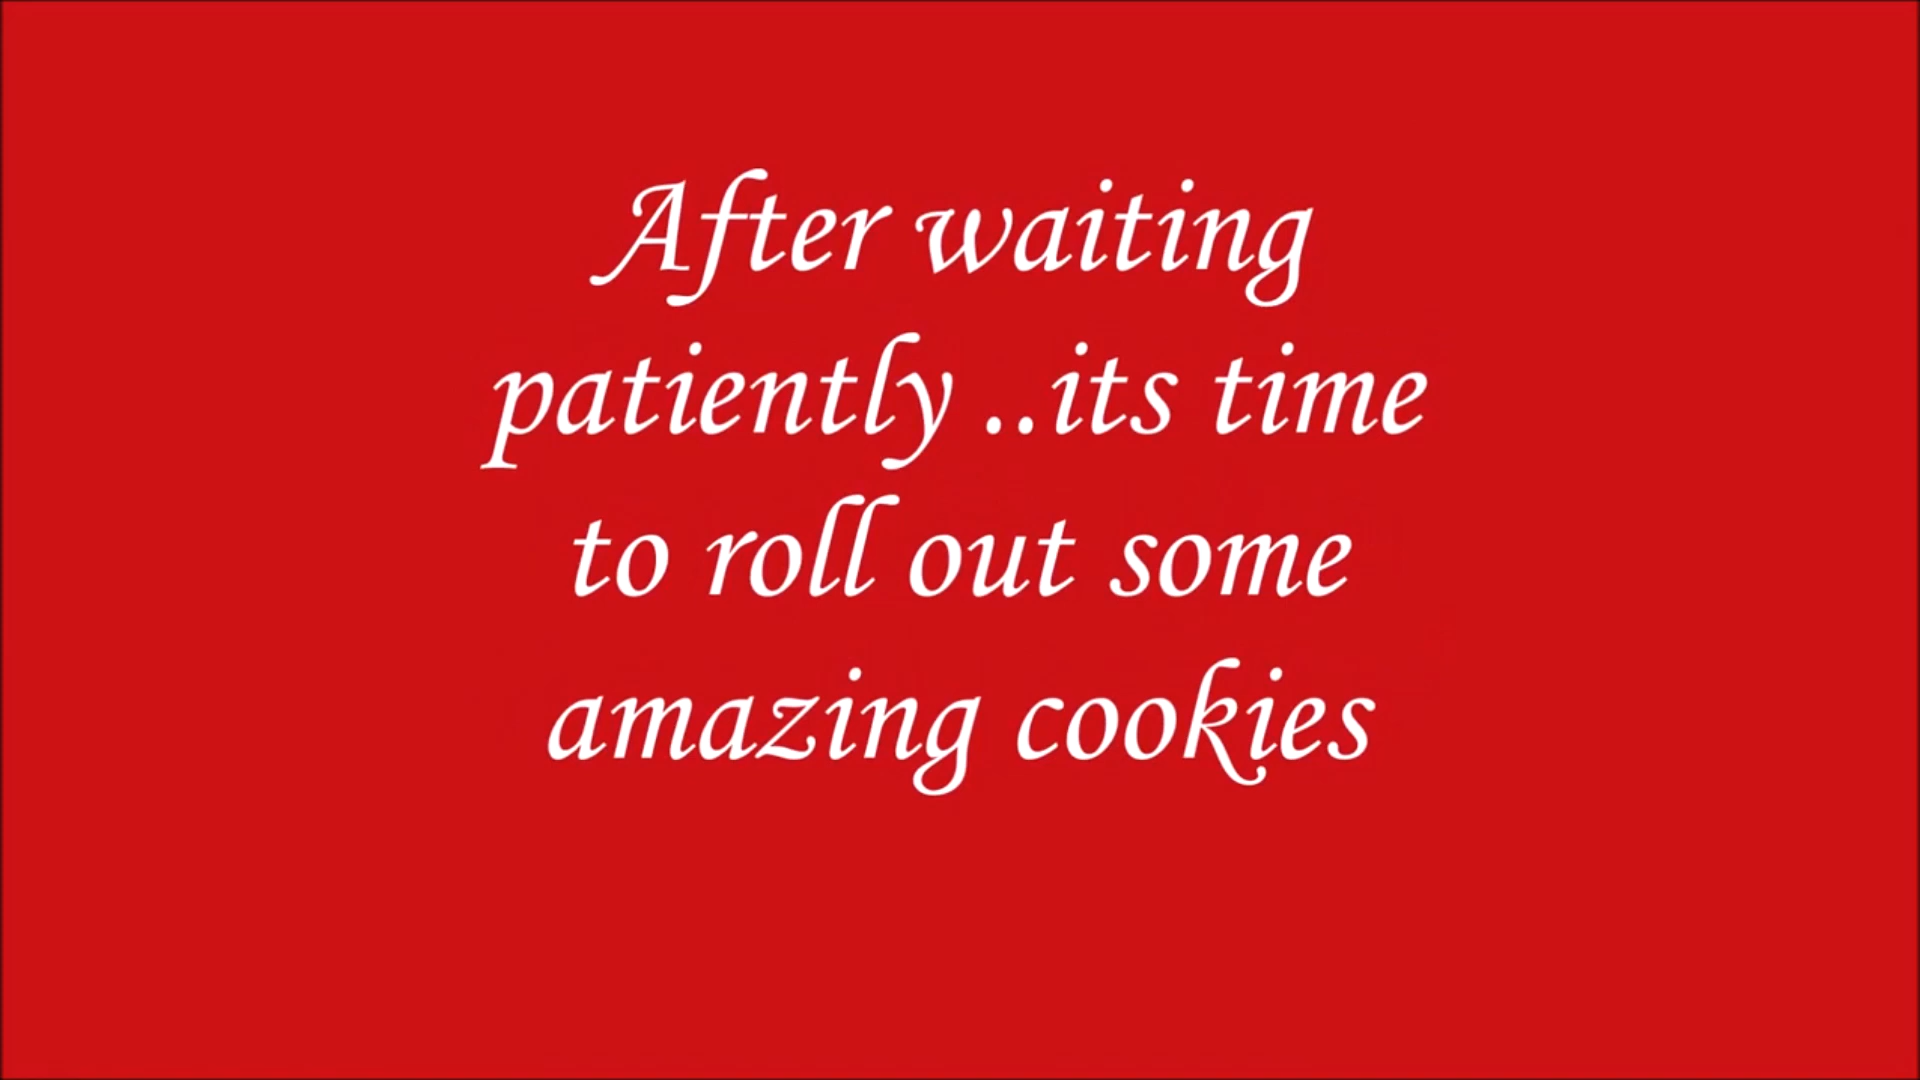 After waiting
patiently ..its time
to roll out some
amazing cookies